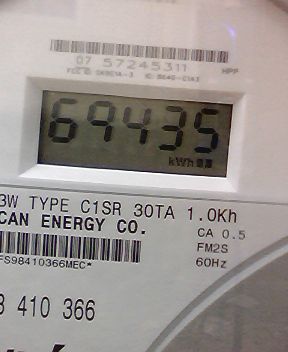 07 57245311
69435
kWh
3W TYPE C1SR 30TA 1.0Kh
CAN ENERGY CO.
CA 0.5
FM2S
60Hz
FS98410366MEC*
410 366